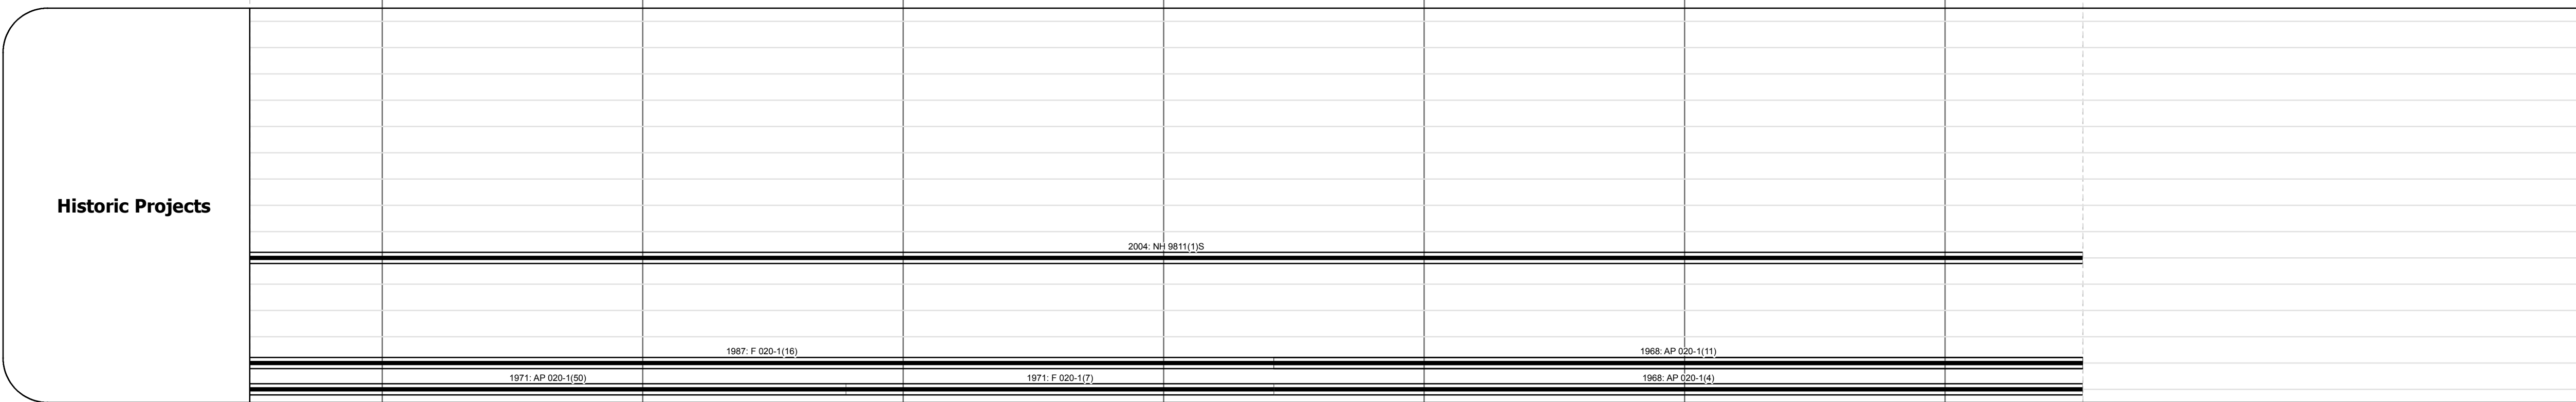 Historic Projects
2004: NH 9811(1)S
1987: F 020-1(16)
1968: AP 020-1(11)
1971: AP 020-1(50)
1971: F 020-1(7)
1968: AP 020-1(4)